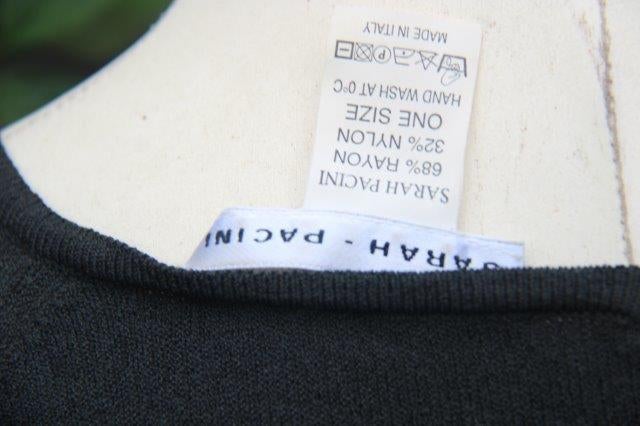 SARAH PACINI
68% RAYON
32% NYLON
ONE SIZE
HAND WASH AT 0°C
MADE IN ITALY
SARAH - PACINI